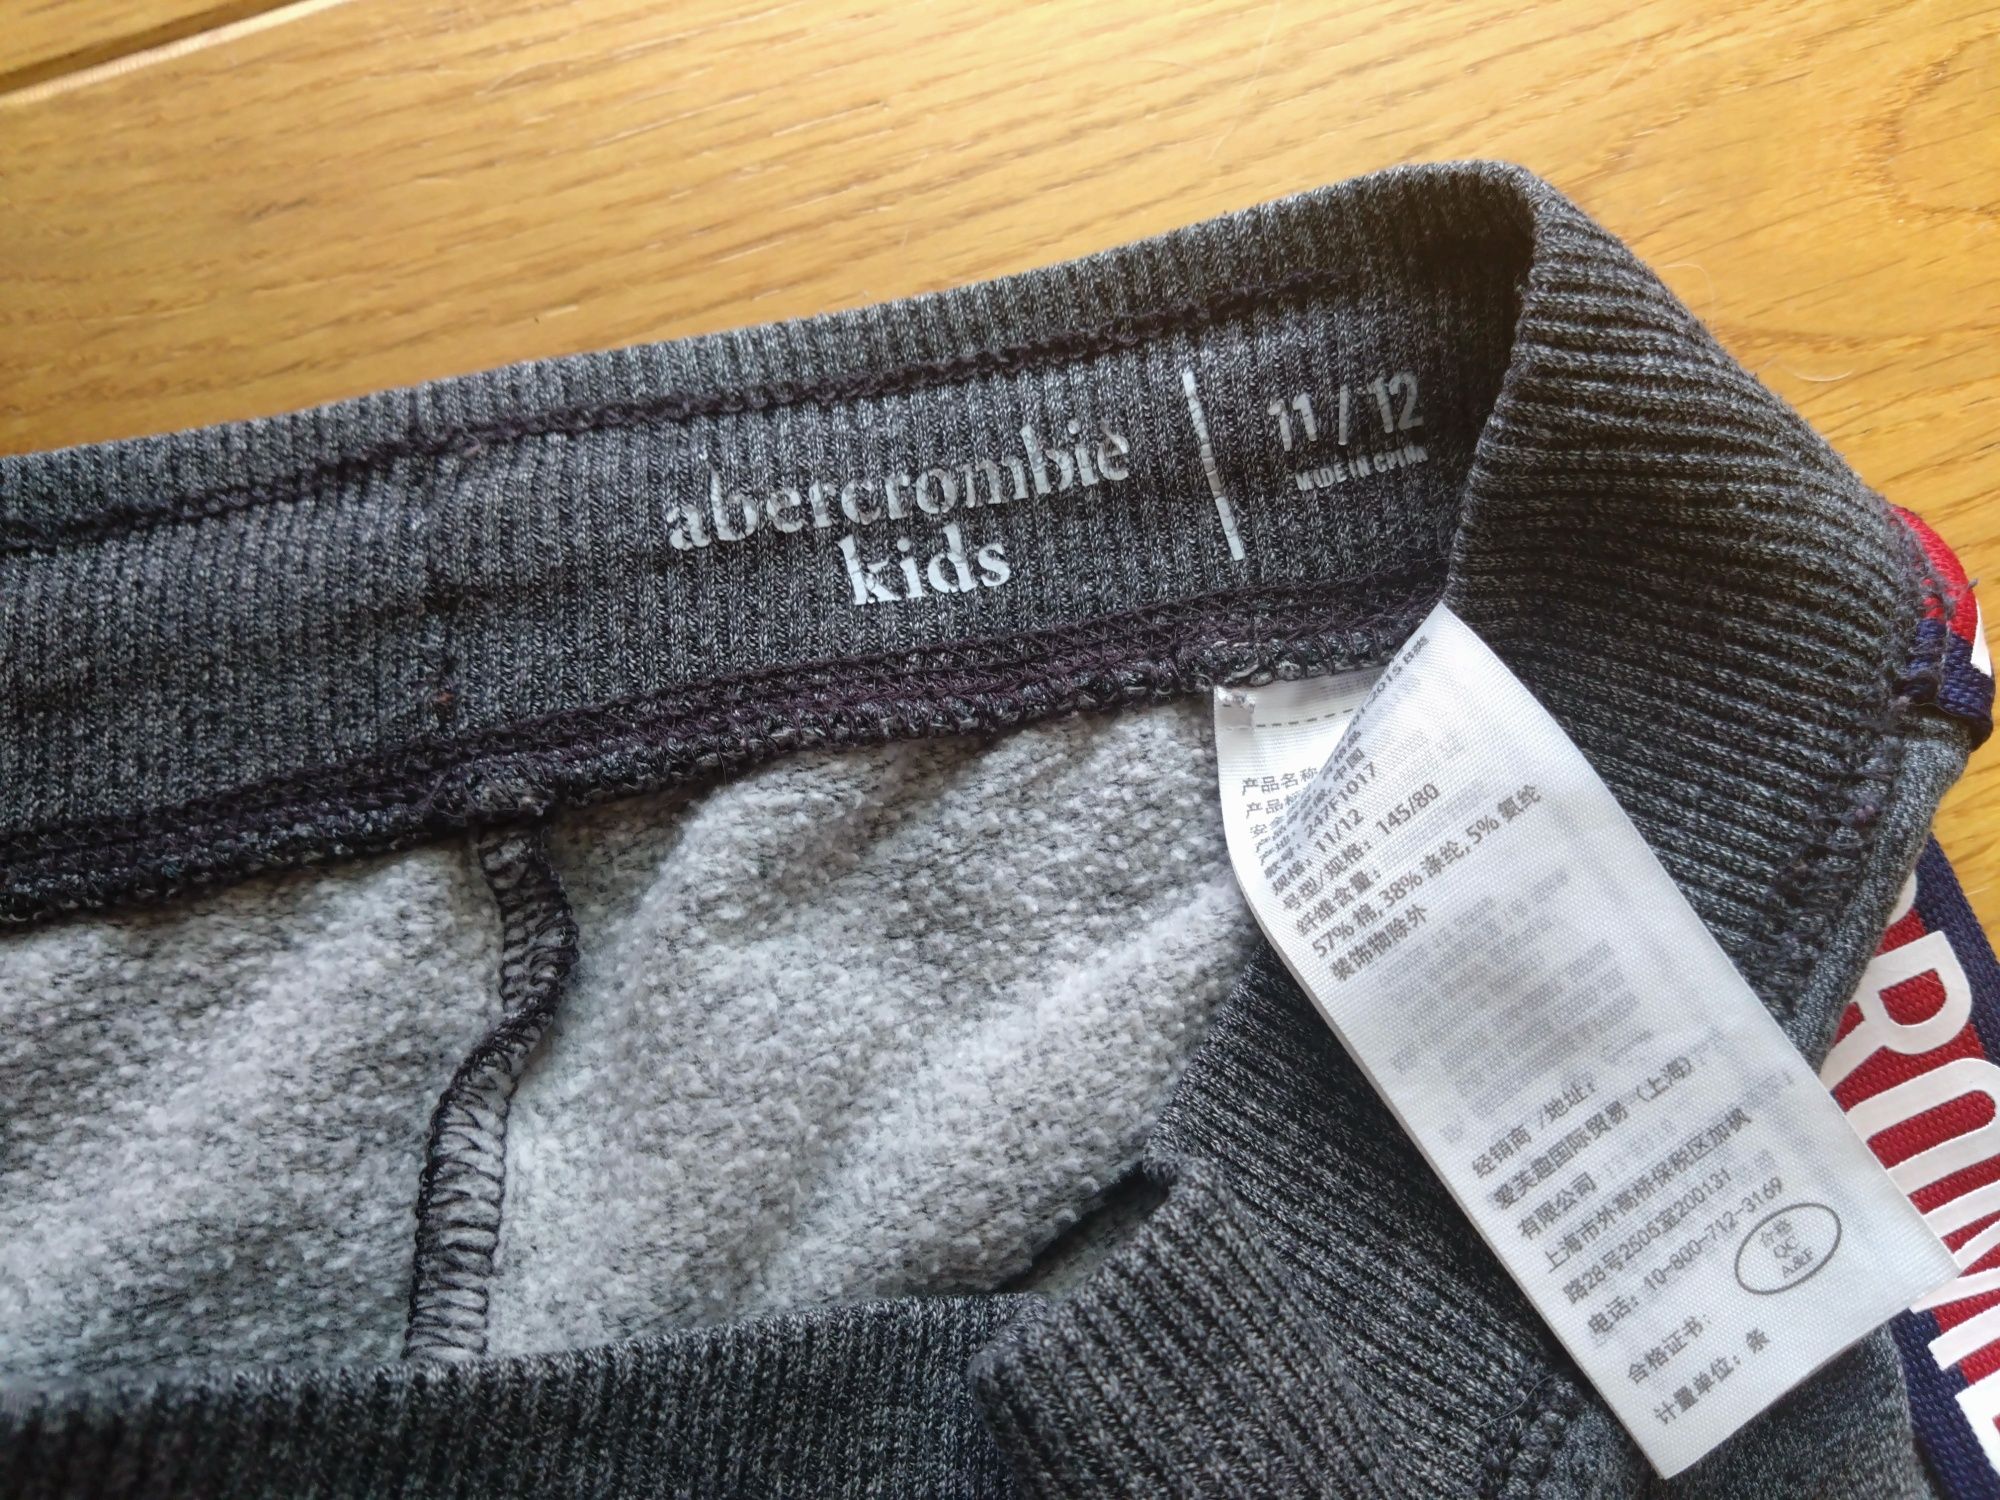 abercrombie
kids
11 / 12
MADE IN CHINA
产品名称
产品
中国
247F1017
规格: 11/12
号型/规格: 145/80
纤维含量:
57% 棉, 38% 涤纶, 5% 氨纶
装饰物除外
经销商 /地址:
爱芙趣国际贸易 (上海)
有限公司
上海市外高桥保税区加枫
路28号2505室200131
电话: 10-800-712-3169
合格证书:
合格
QC
A&F
计量单位: 条